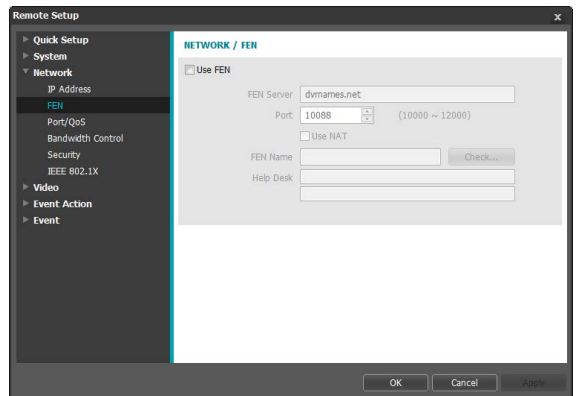 Remote Setup
x
Quick Setup
System
Network
IP Address
FEN
Port/QoS
Bandwidth Control
Security
IEEE 802.1X
Video
Event Action
Event
NETWORK / FEN
Use FEN
FEN Server dvrnames.net
Port 10088 (10000 ~ 12000)
Use NAT
FEN Name Check...
Help Desk
OK Cancel Apply